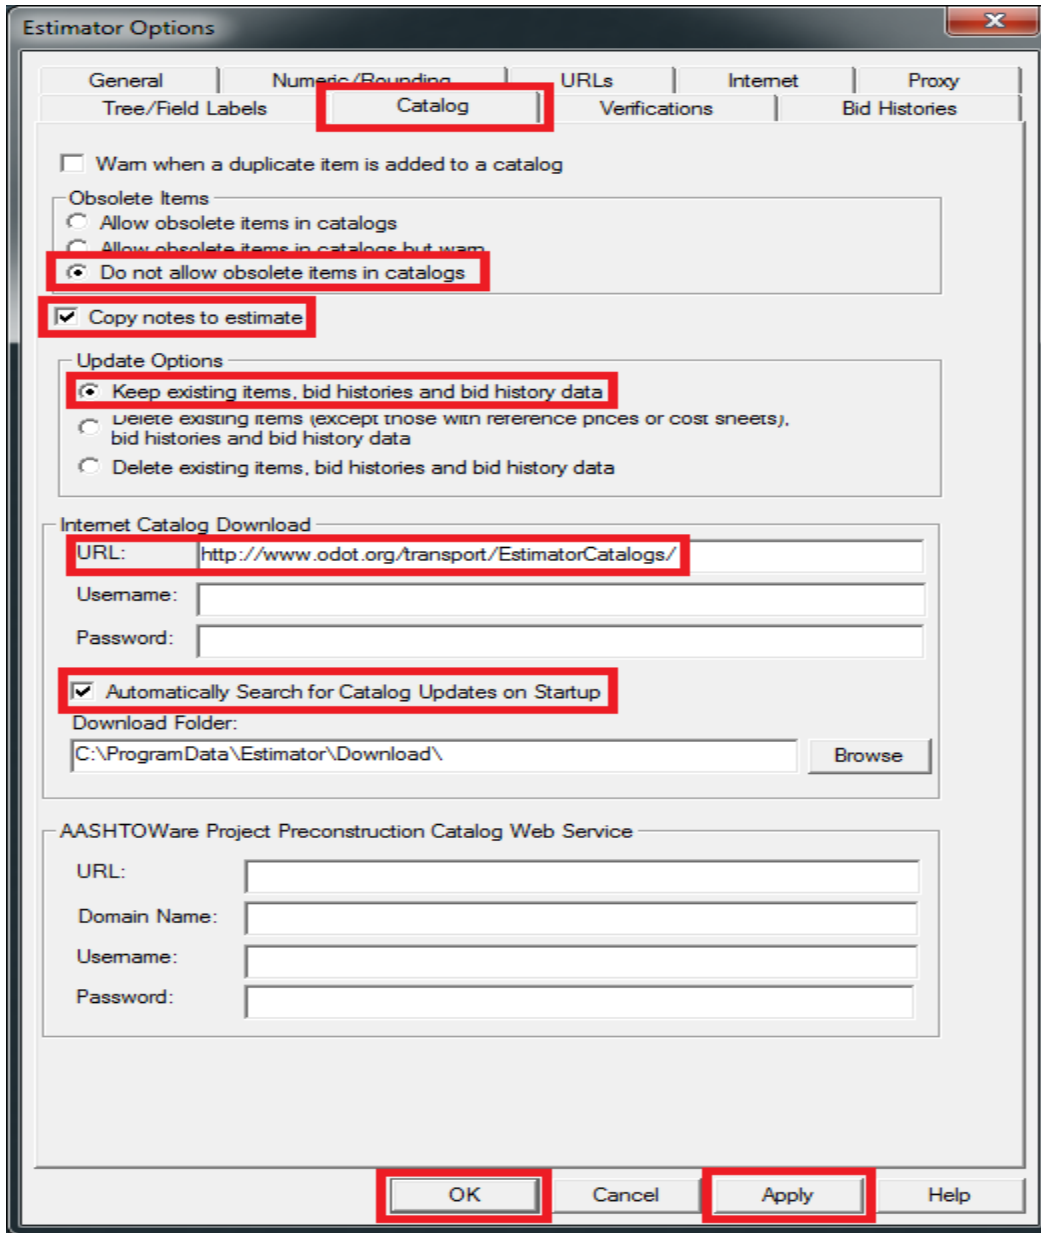 Estimator Options
General Numeric/Rounding URLs Internet Proxy
Tree/Field Labels Catalog Verifications Bid Histories
Warn when a duplicate item is added to a catalog
Obsolete Items
Allow obsolete items in catalogs
Allow obsolete items in catalogs but warn
Do not allow obsolete items in catalogs
Copy notes to estimate
Update Options
Keep existing items, bid histories and bid history data
Delete existing items (except those with reference prices or cost sheets),
bid histories and bid history data
Delete existing items, bid histories and bid history data
Internet Catalog Download
URL: http://www.odot.org/transport/EstimatorCatalogs/
Username:
Password:
Automatically Search for Catalog Updates on Startup
Download Folder:
C:\ProgramData\Estimator\Download\ Browse
AASHTOWare Project Preconstruction Catalog Web Service
URL:
Domain Name:
Username:
Password:
OK Cancel Apply Help